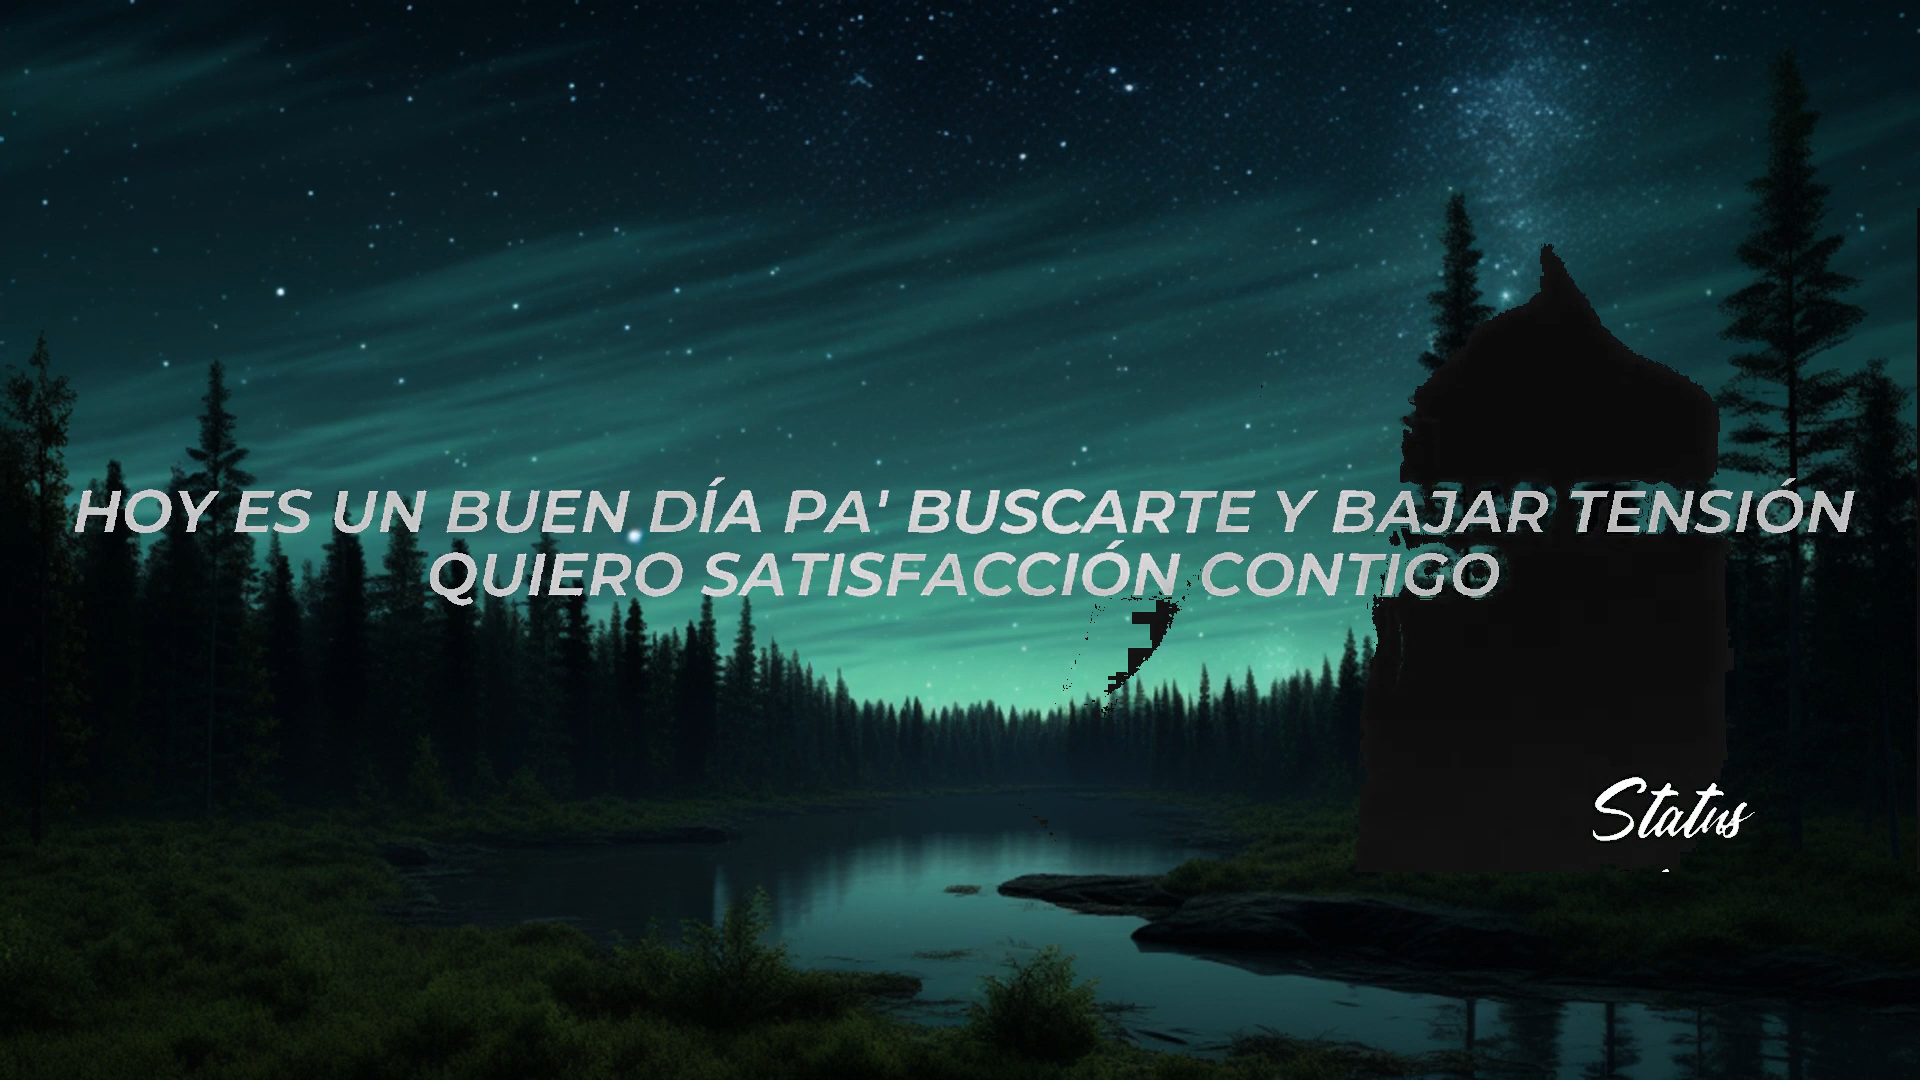 HOY ES UN BUEN DÍA PA' BUSCARTE Y BAJAR TENSIÓN
QUIERO SATISFACCIÓN CONTIGO
Status